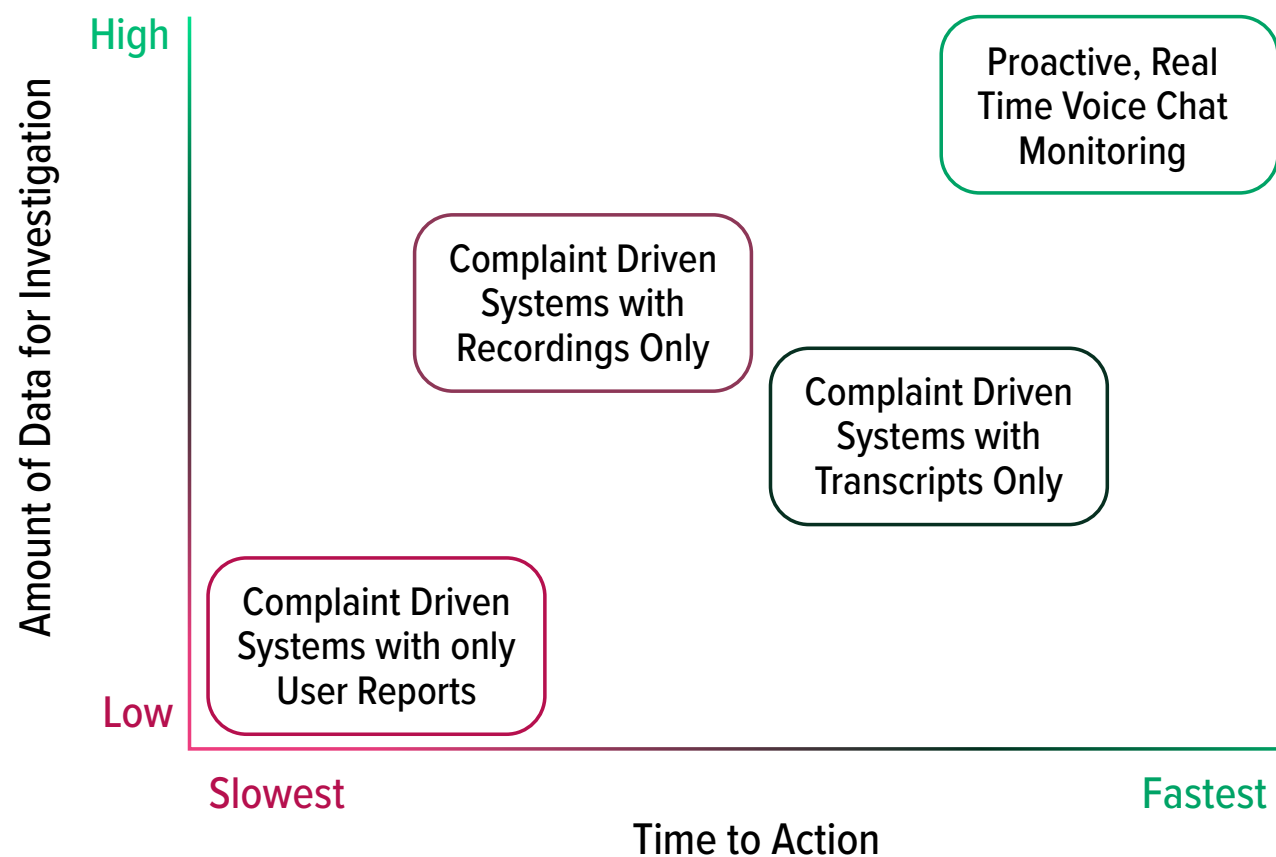 High
Amount of Data for Investigation
Low
Proactive, Real
Time Voice Chat
Monitoring
Complaint Driven
Systems with
Recordings Only
Complaint Driven
Systems with
Transcripts Only
Complaint Driven
Systems with only
User Reports
Slowest
Fastest
Time to Action